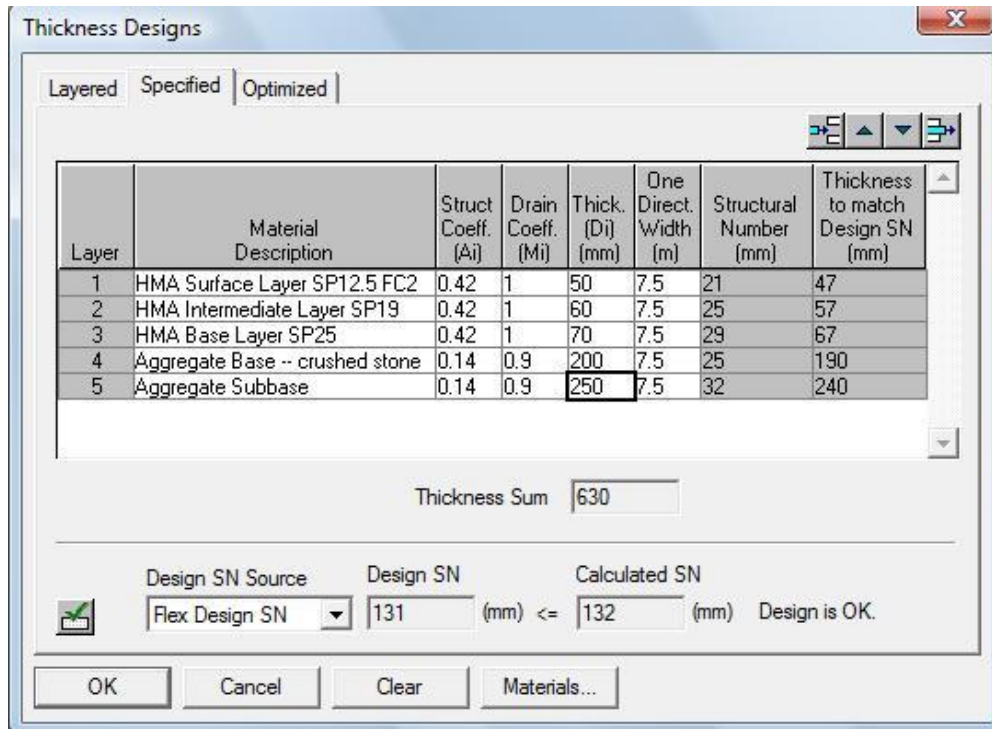 Thickness Designs
Layered Specified Optimized
Layer Material Description Struct Coeff. (Ai) Drain Coeff. (Mi) Thick. (Di) (mm) One Direct. Width (m) Structural Number (mm) Thickness to match Design SN (mm)
1 HMA Surface Layer SP12.5 FC2 0.42 1 50 7.5 21 47
2 HMA Intermediate Layer SP19 0.42 1 60 7.5 25 57
3 HMA Base Layer SP25 0.42 1 70 7.5 29 67
4 Aggregate Base -- crushed stone 0.14 0.9 200 7.5 25 190
5 Aggregate Subbase 0.14 0.9 250 7.5 32 240
Thickness Sum 630
Design SN Source Design SN Calculated SN
Flex Design SN 131 (mm) <= 132 (mm) Design is OK.
OK Cancel Clear Materials...